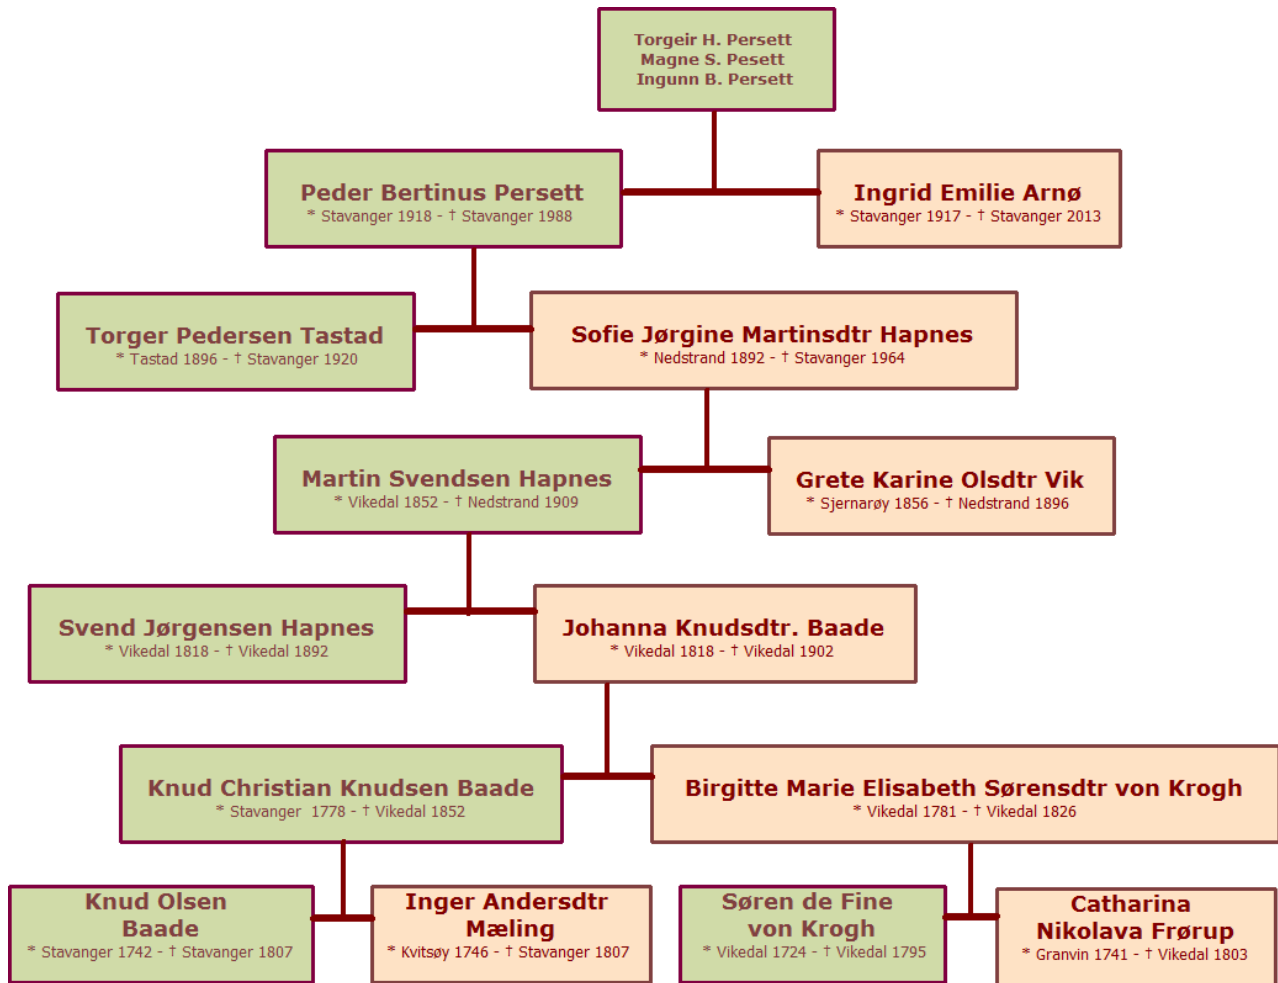 Torgeir H. Persett
Magne S. Pesett
Ingunn B. Persett
Peder Bertinus Persett
* Stavanger 1918 - † Stavanger 1988
Ingrid Emilie Arnø
* Stavanger 1917 - † Stavanger 2013
Torger Pedersen Tastad
* Tastad 1896 - † Stavanger 1920
Sofie Jørgine Martinsdtr Hapnes
* Nedstrand 1892 - † Stavanger 1964
Martin Svendsen Hapnes
* Vikedal 1852 - † Nedstrand 1909
Grete Karine Olsdtr Vik
* Sjernarøy 1856 - † Nedstrand 1896
Svend Jørgensen Hapnes
* Vikedal 1818 - † Vikedal 1892
Johanna Knudsdtr. Baade
* Vikedal 1818 - † Vikedal 1902
Knud Christian Knudsen Baade
* Stavanger  1778 - † Vikedal 1852
Birgitte Marie Elisabeth Sørensdtr von Krogh
* Vikedal 1781 - † Vikedal 1826
Knud Olsen
Baade
* Stavanger 1742 - † Stavanger 1807
Inger Andersdtr
Mæling
* Kvitsøy 1746 - † Stavanger 1807
Søren de Fine
von Krogh
* Vikedal 1724 - † Vikedal 1795
Catharina
Nikolava Frørup
* Granvin 1741 - † Vikedal 1803